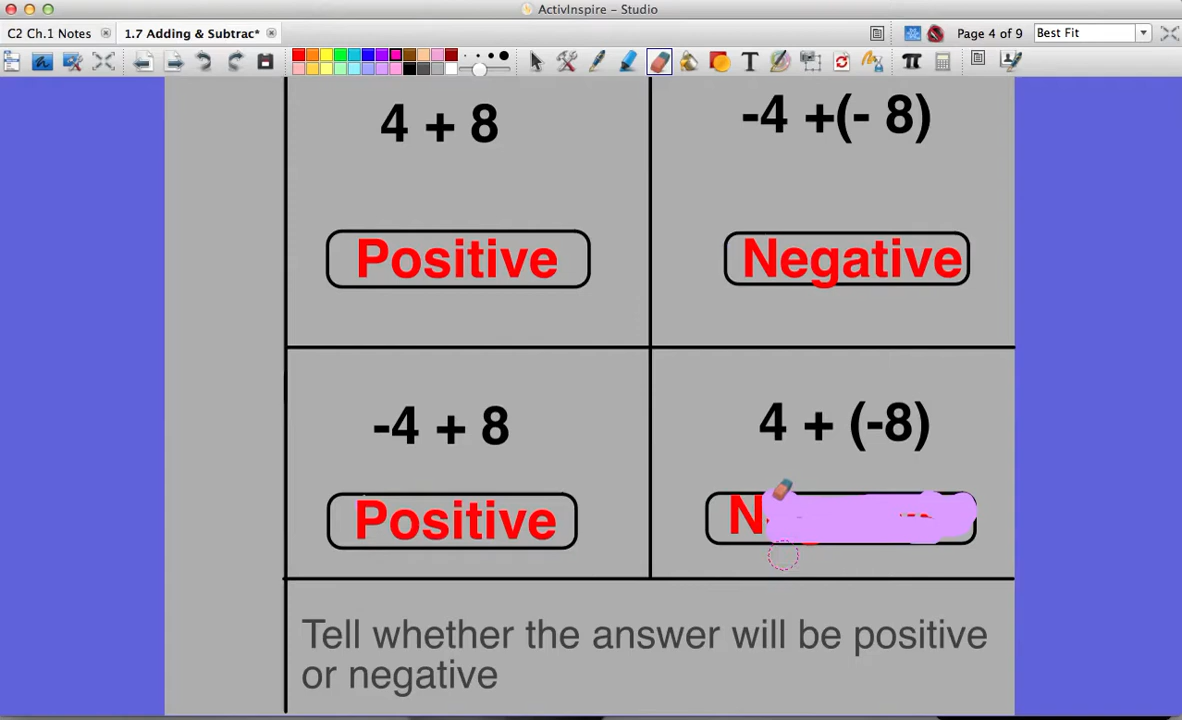 ActivInspire – Studio
C2 Ch.1 Notes
1.7 Adding & Subtrac*
Page 4 of 9
Best Fit
4 + 8
-4 +(- 8)
Positive
Negative
-4 + 8
4 + (-8)
Positive
N
Tell whether the answer will be positive
or negative